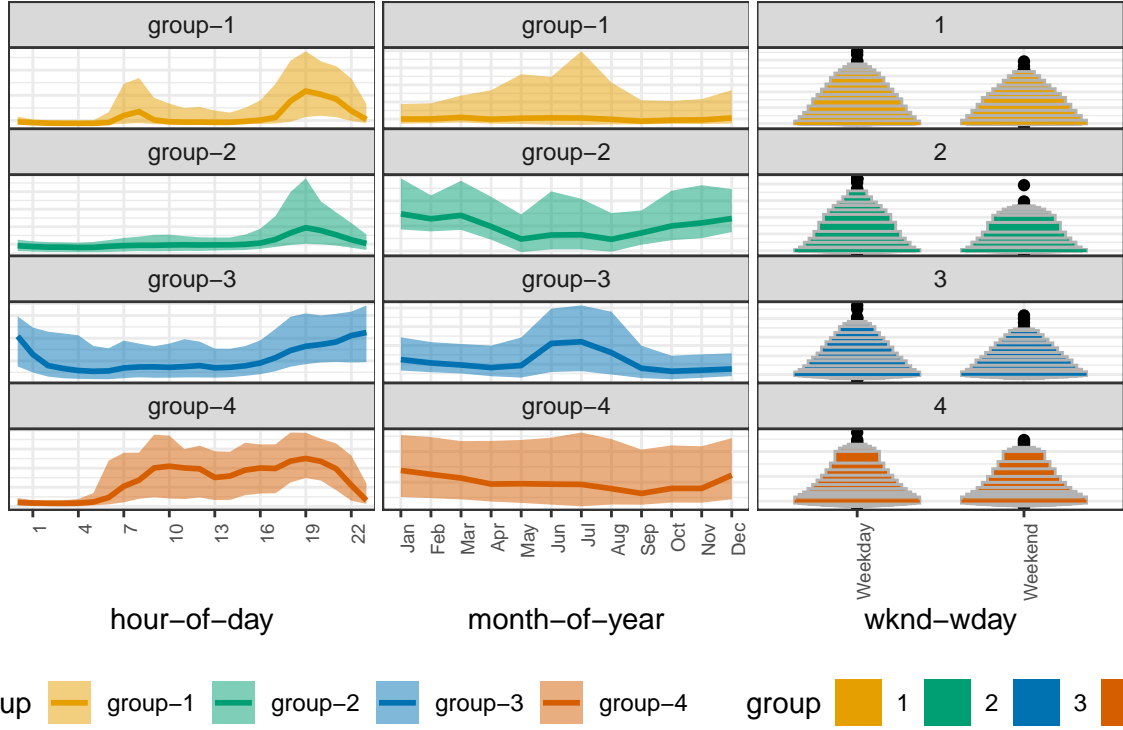 group−1 group−1 1
group−2 group−2 2
group−3 group−3 3
group−4 group−4 4
1 4 7 10 13 16 19 22 Jan Feb Mar Apr May Jun Jul Aug Sep Oct Nov Dec Weekday Weekend
hour−of−day month−of−year wknd−wday
up group−1 group−2 group−3 group−4 group 1 2 3